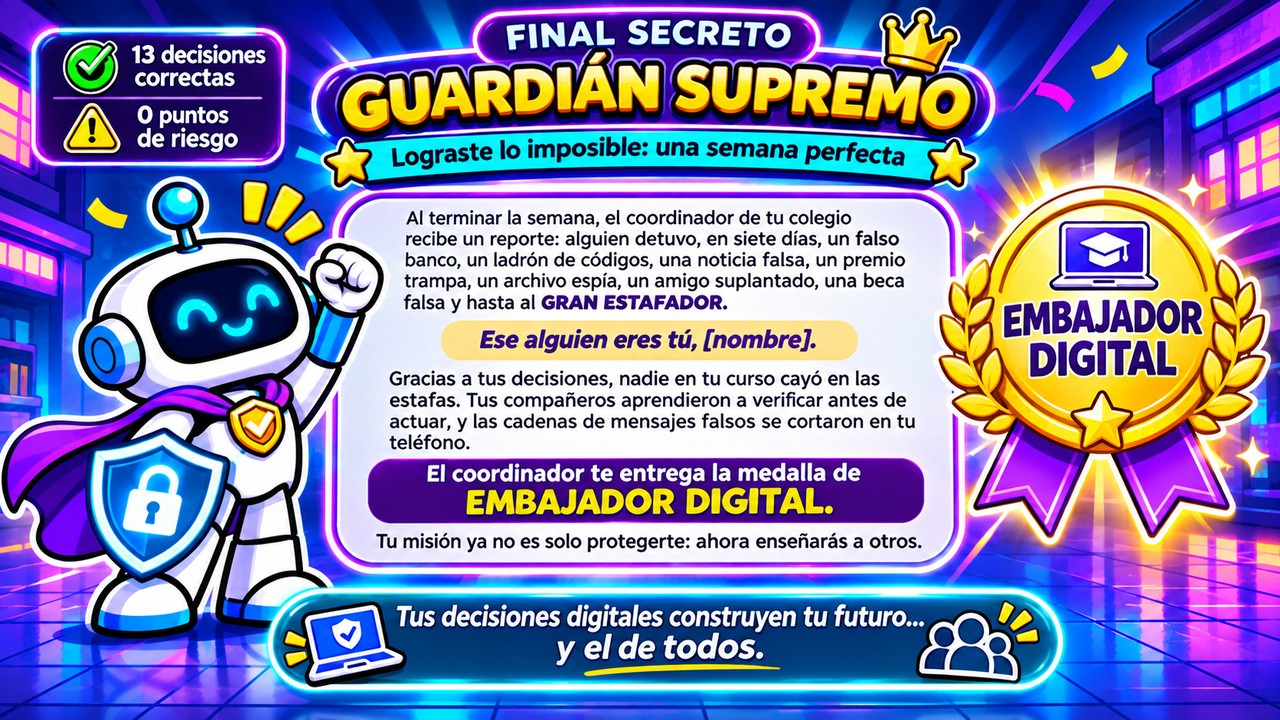 13 decisiones
correctas
0 puntos
de riesgo
FINAL SECRETO
GUARDIÁN SUPREMO
Lograste lo imposible: una semana perfecta
Al terminar la semana, el coordinador de tu colegio
recibe un reporte: alguien detuvo, en siete días, un falso
banco, un ladrón de códigos, una noticia falsa, un premio
trampa, un archivo espía, un amigo suplantado, una beca
falsa y hasta al GRAN ESTAFADOR.
Ese alguien eres tú, [nombre].
Gracias a tus decisiones, nadie en tu curso cayó en las
estafas. Tus compañeros aprendieron a verificar antes de
actuar, y las cadenas de mensajes falsos se cortaron en tu
teléfono.
El coordinador te entrega la medalla de
EMBAJADOR DIGITAL.
Tu misión ya no es solo protegerte: ahora enseñarás a otros.
EMBAJADOR
DIGITAL
Tus decisiones digitales construyen tu futuro...
y el de todos.